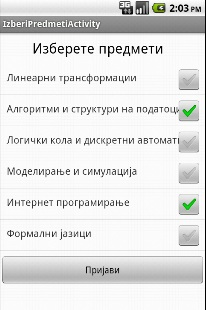 3G 2:03 PM
IzberiPredmetiActivity
Изберете предмети
Линеарни трансформации
Алгоритми и структури на податоци
Логички кола и дискретни автомати
Моделирање и симулација
Интернет програмирање
Формални јазици
Пријави